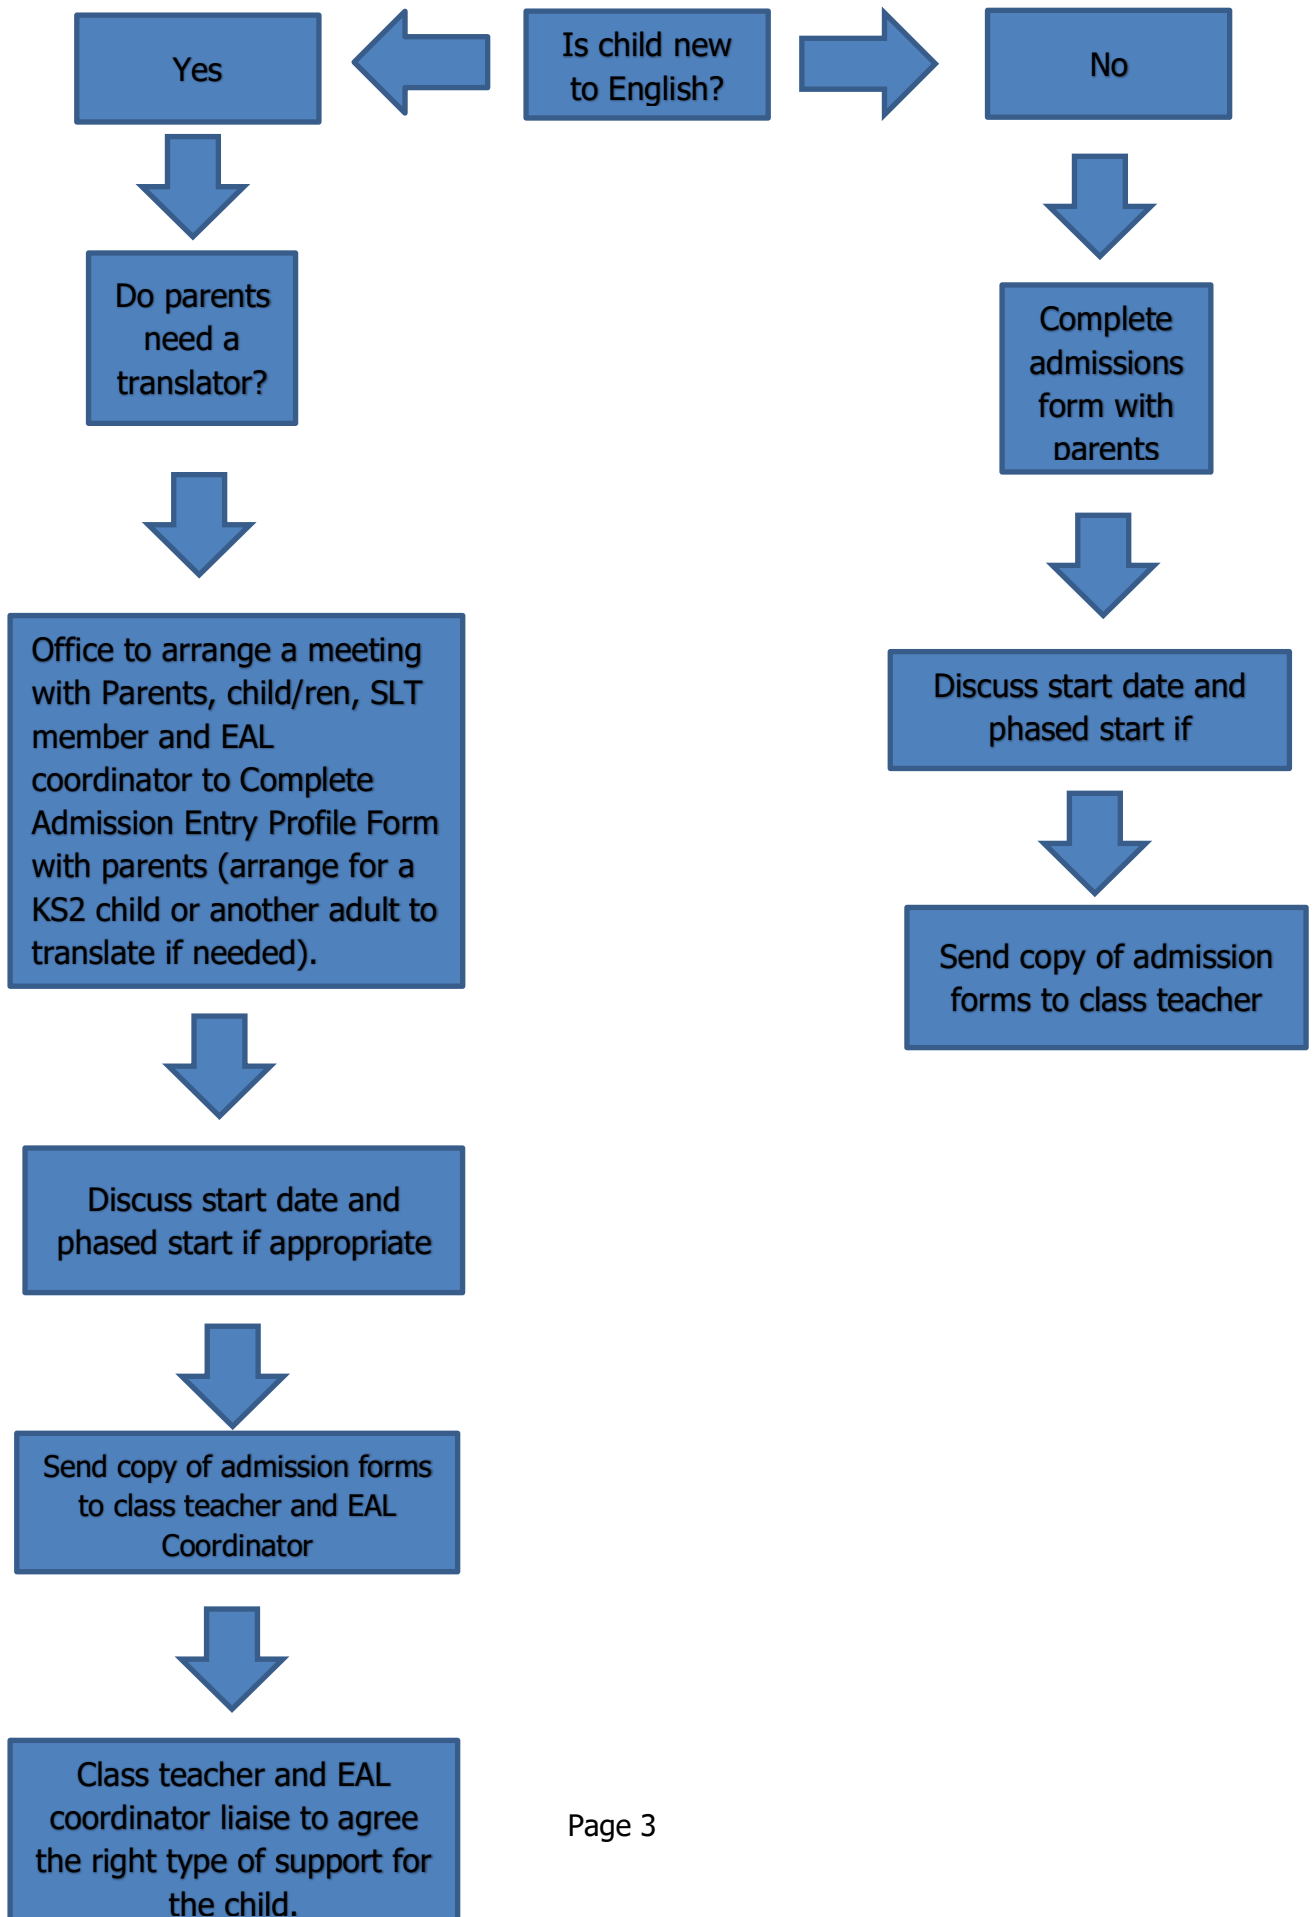 Yes
Is child new
to English?
No
Do parents
need a
translator?
Complete
admissions
form with
parents
Office to arrange a meeting
with Parents, child/ren, SLT
member and EAL
coordinator to Complete
Admission Entry Profile Form
with parents (arrange for a
KS2 child or another adult to
translate if needed).
Discuss start date and
phased start if
Send copy of admission
forms to class teacher
Discuss start date and
phased start if appropriate
Send copy of admission forms
to class teacher and EAL
Coordinator
Class teacher and EAL
coordinator liaise to agree
the right type of support for
the child.
Page 3